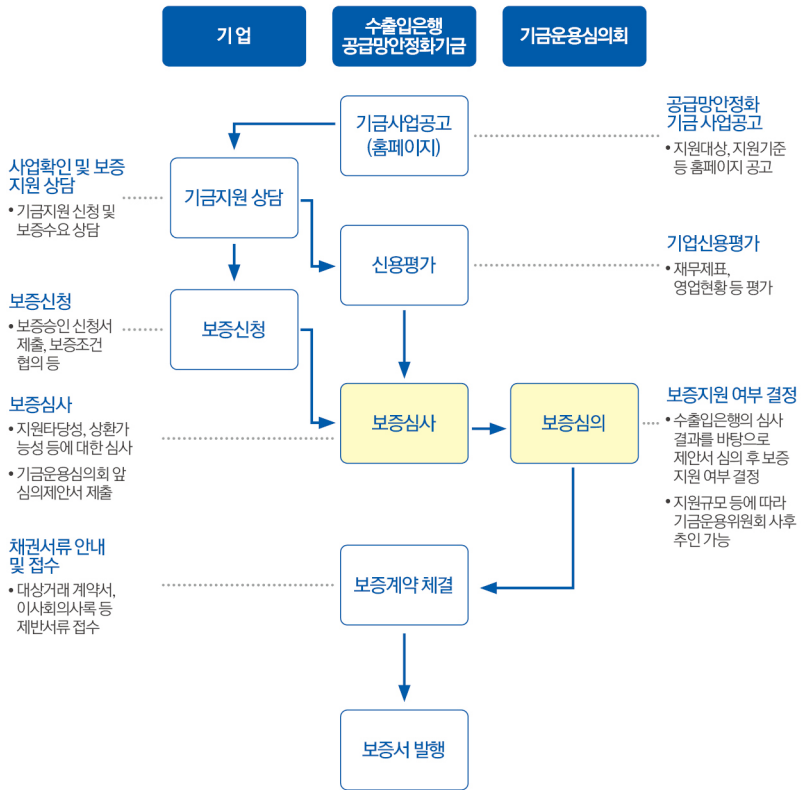 기 업
수출입은행
공급망안정화기금
기금운용심의회
기금사업공고
(홈페이지)
공급망안정화
기금 사업공고
• 지원대상, 지원기준
등 홈페이지 공고
사업확인 및 보증
지원 상담
• 기금지원 신청 및
보증수요 상담
기금지원 상담
신용평가
기업신용평가
• 재무제표,
영업현황 등 평가
보증신청
• 보증승인 신청서
제출, 보증조건
협의 등
보증신청
보증심사
• 지원타당성, 상환가
능성 등에 대한 심사
• 기금운용심의회 앞
심의제안서 제출
보증심사
보증심의
보증지원 여부 결정
• 수출입은행의 심사
결과를 바탕으로
제안서 심의 후 보증
지원 여부 결정
• 지원규모 등에 따라
기금운용위원회 사후
추인 가능
채권서류 안내
및 접수
• 대상거래 계약서,
이사회의사록 등
제반서류 접수
보증계약 체결
보증서 발행